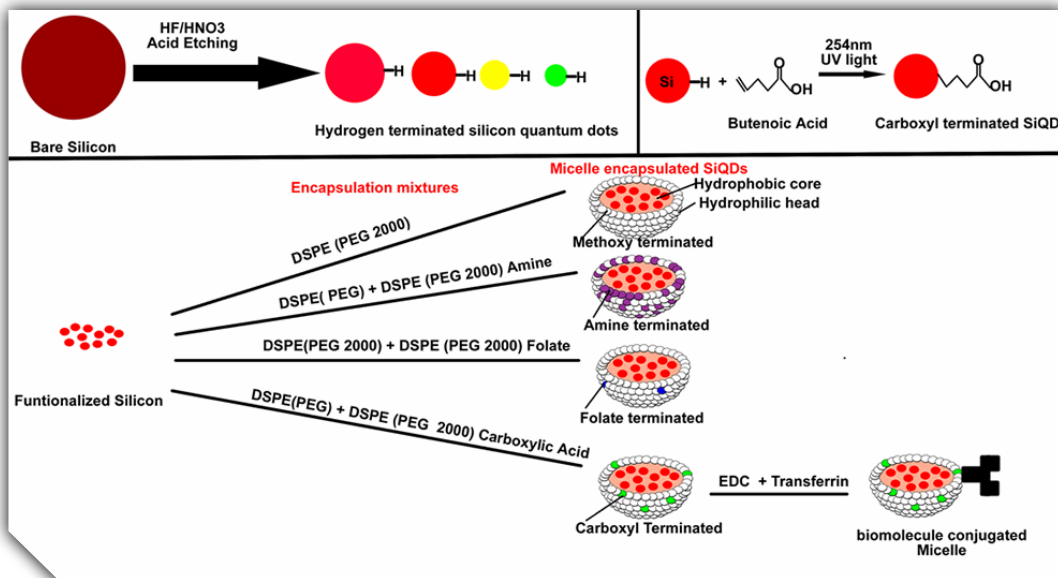 HF/HNO3
Acid Etching
H
H
H
H
Bare Silicon
Hydrogen terminated silicon quantum dots
Si
H
+
O
OH
254nm
UV light
O
OH
Butenoic Acid
Carboxyl terminated SiQD
Encapsulation mixtures
Micelle encapsulated SiQDs
Hydrophobic core
Hydrophilic head
DSPE (PEG 2000)
Methoxy terminated
DSPE( PEG) + DSPE (PEG 2000) Amine
Amine terminated
DSPE(PEG 2000) + DSPE (PEG 2000) Folate
Funtionalized Silicon
Folate terminated
DSPE(PEG) + DSPE (PEG 2000) Carboxylic Acid
EDC + Transferrin
Carboxyl Terminated
biomolecule conjugated
Micelle